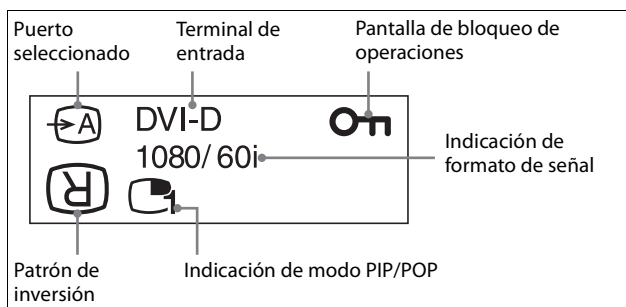 Puerto
seleccionado
Terminal de
entrada
Pantalla de bloqueo de
operaciones
A
DVI-D
1080/ 60i
Indicación de
formato de señal
R
1
Patrón de
inversión
Indicación de modo PIP/POP